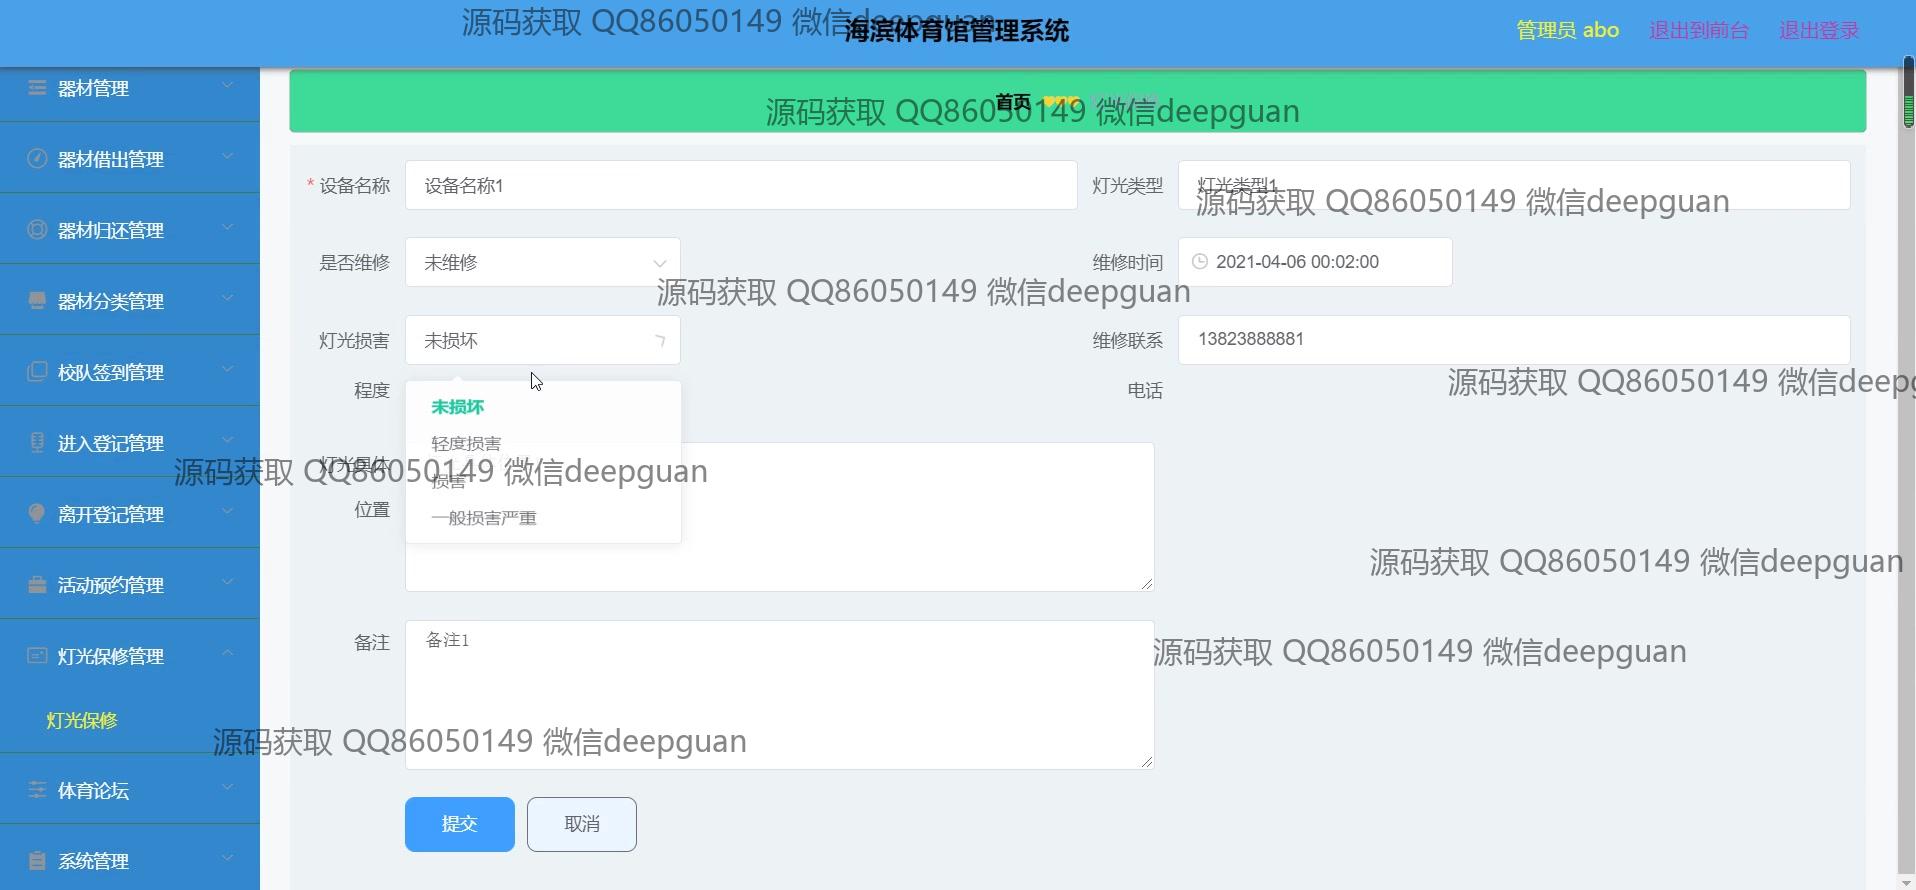 源码获取 QQ86050149 微信deepguan
海滨体育馆管理系统
管理员 abo
退出到前台
退出登录
器材管理
器材借出管理
器材归还管理
器材分类管理
校队签到管理
进入登记管理
离开登记管理
活动预约管理
灯光保修管理
灯光保修
体育论坛
系统管理
首页
源码获取 QQ86050149 微信deepguan
* 设备名称 设备名称1
灯光类型 灯光类型1
源码获取 QQ86050149 微信deepguan
是否维修 未维修
维修时间 2021-04-06 00:02:00
源码获取 QQ86050149 微信deepguan
灯光损害程度 未损坏
维修联系电话 13823888881
源码获取 QQ86050149 微信deep
未损坏
轻度损害
损害
一般损害严重
灯光具体位置
源码获取 QQ86050149 微信deepguan
源码获取 QQ86050149 微信deepguan
备注 备注1
源码获取 QQ86050149 微信deepguan
源码获取 QQ86050149 微信deepguan
提交
取消